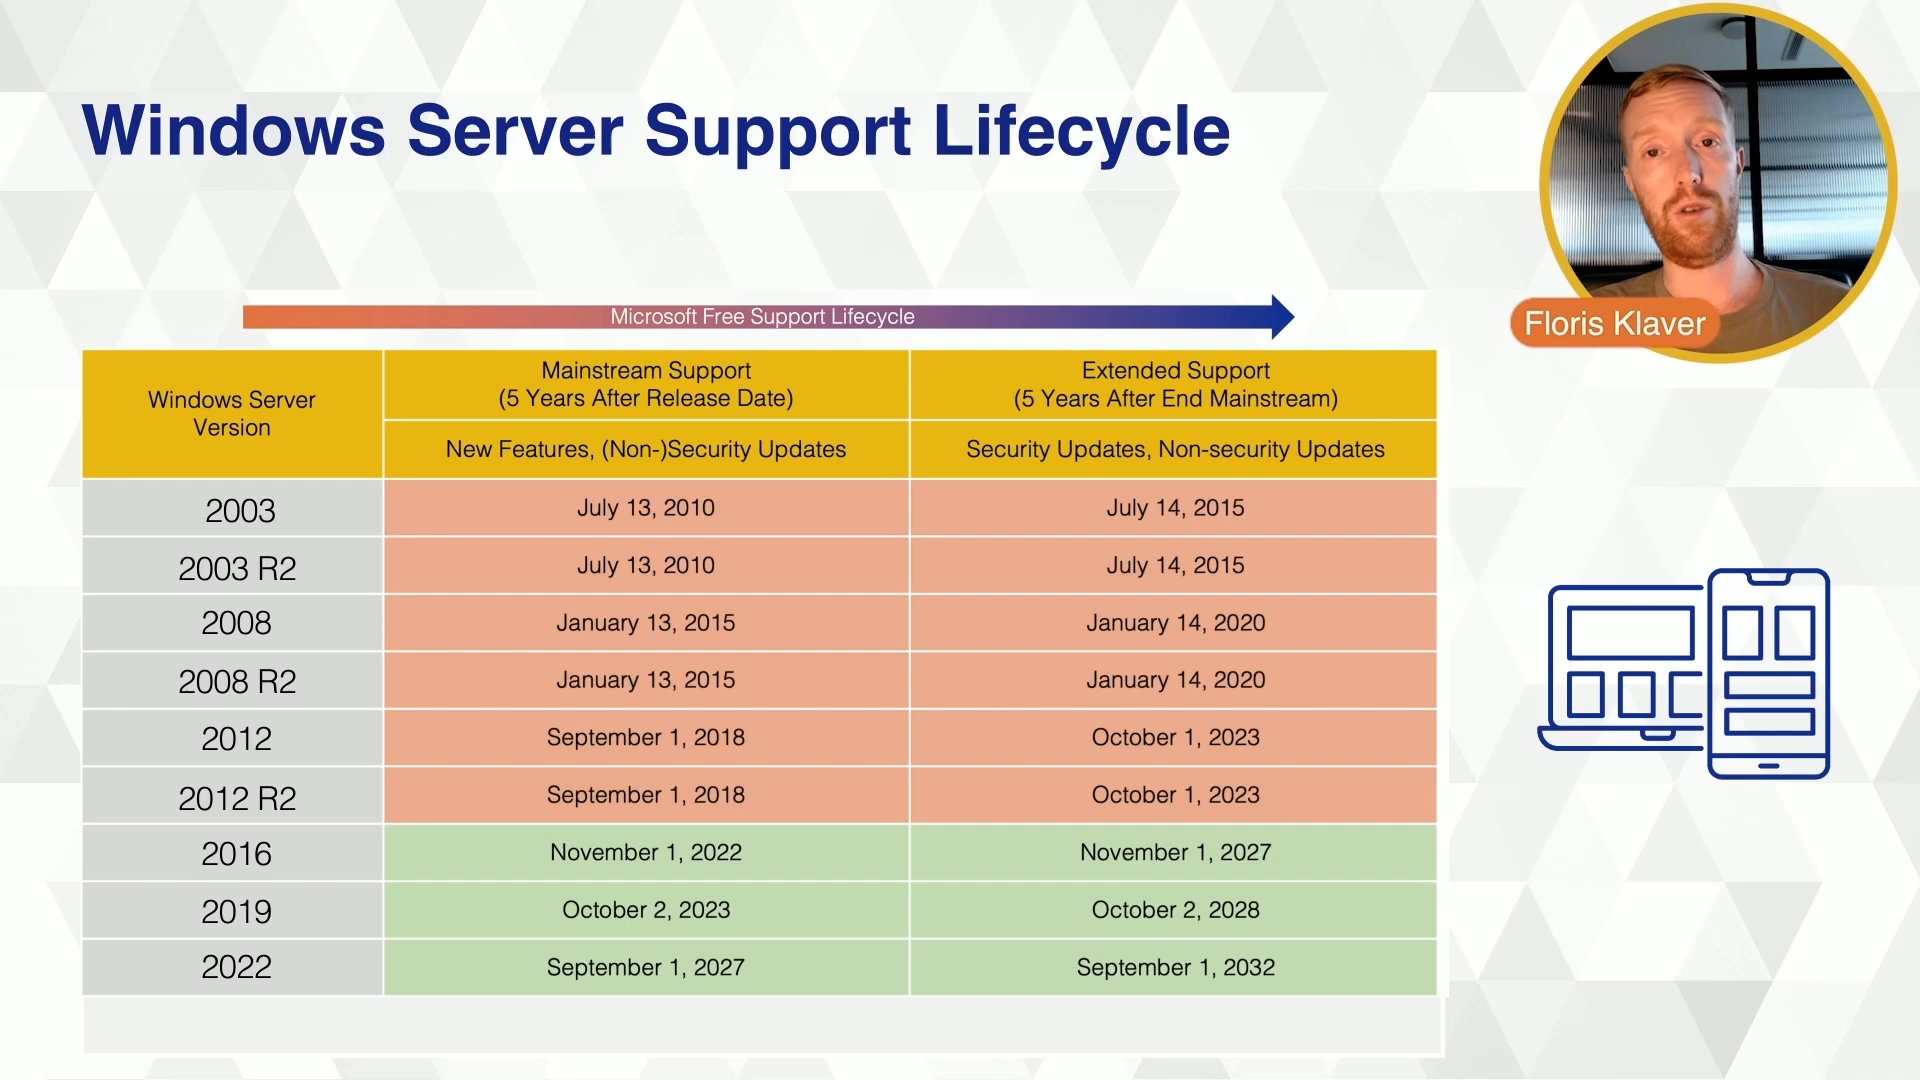 Windows Server Support Lifecycle
Floris Klaver
Microsoft Free Support Lifecycle
Windows Server
Version
Mainstream Support
(5 Years After Release Date)
Extended Support
(5 Years After End Mainstream)
New Features, (Non-)Security Updates
Security Updates, Non-security Updates
2003 July 13, 2010 July 14, 2015
2003 R2 July 13, 2010 July 14, 2015
2008 January 13, 2015 January 14, 2020
2008 R2 January 13, 2015 January 14, 2020
2012 September 1, 2018 October 1, 2023
2012 R2 September 1, 2018 October 1, 2023
2016 November 1, 2022 November 1, 2027
2019 October 2, 2023 October 2, 2028
2022 September 1, 2027 September 1, 2032